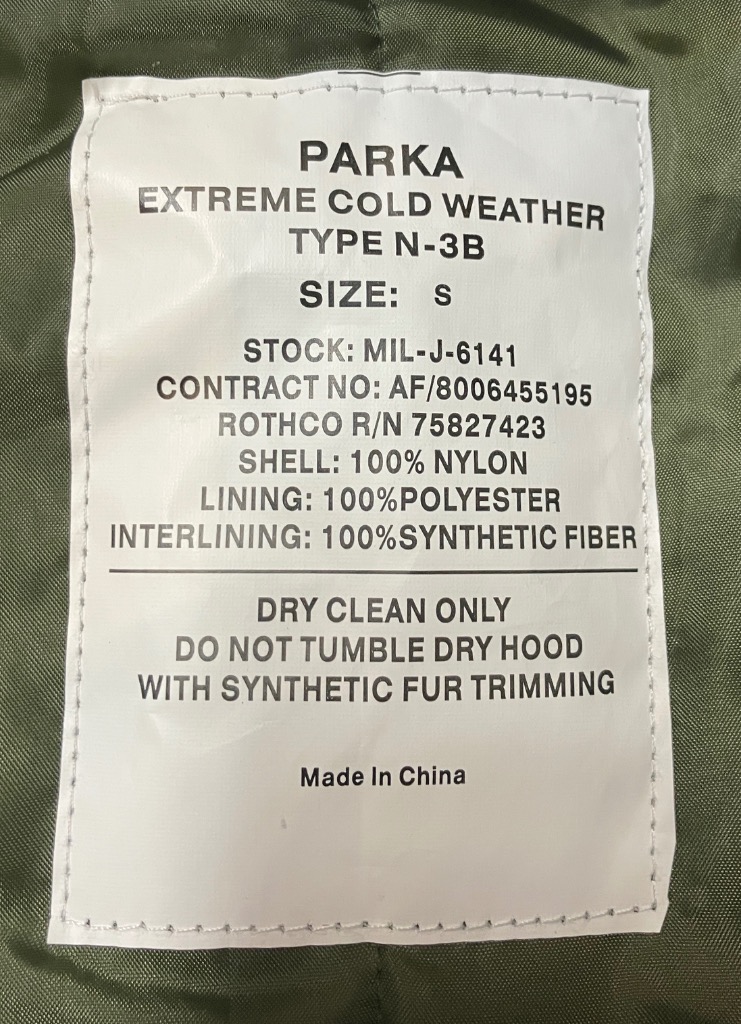 PARKA
EXTREME COLD WEATHER
TYPE N-3B
SIZE: S
STOCK: MIL-J-6141
CONTRACT NO: AF/8006455195
ROTHCO R/N 75827423
SHELL: 100% NYLON
LINING: 100%POLYESTER
INTERLINING: 100%SYNTHETIC FIBER
DRY CLEAN ONLY
DO NOT TUMBLE DRY HOOD
WITH SYNTHETIC FUR TRIMMING
Made In China